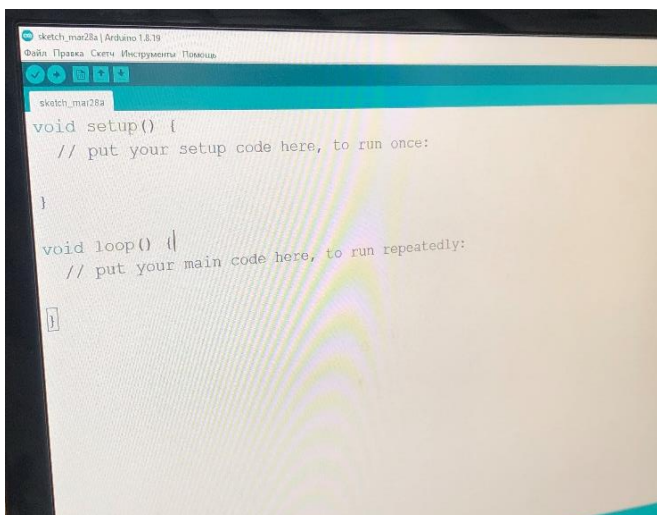 sketch_mar28a | Arduino 1.8.19
Файл Правка Скетч Инструменты Помощь
sketch_mar28a
void setup() {
// put your setup code here, to run once:
}
void loop() {
// put your main code here, to run repeatedly:
}